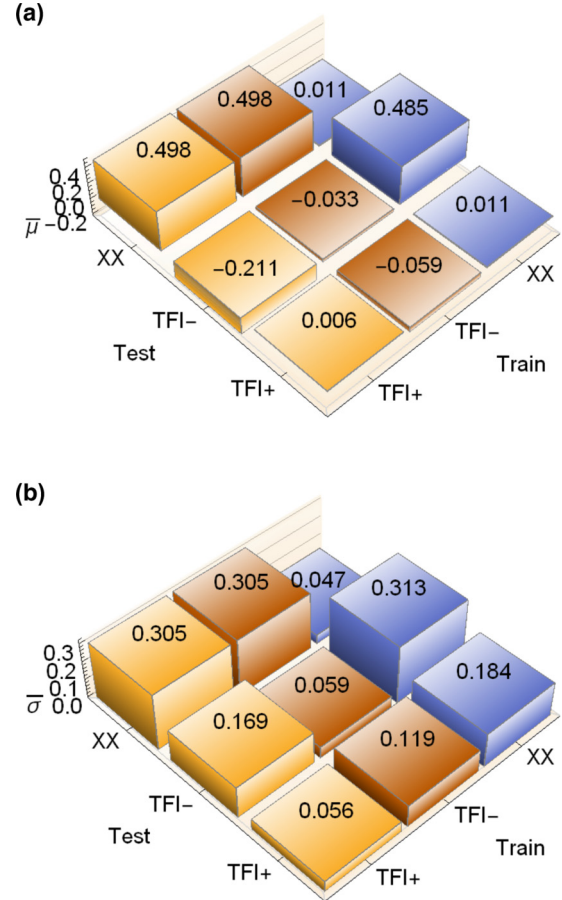 (a)
0.011
0.498
0.485
0.498
−0.033
0.011
0.4
0.2
0.0
μ̅ −0.2
−0.211
−0.059
XX
XX
0.006
TFI−
TFI−
Test
Train
TFI+
TFI+
(b)
0.305
0.047
0.313
0.305
0.184
0.059
0.3
0.2
0.1
σ̅ 0.0
0.169
0.119
XX
XX
0.056
TFI−
TFI−
Test
Train
TFI+
TFI+